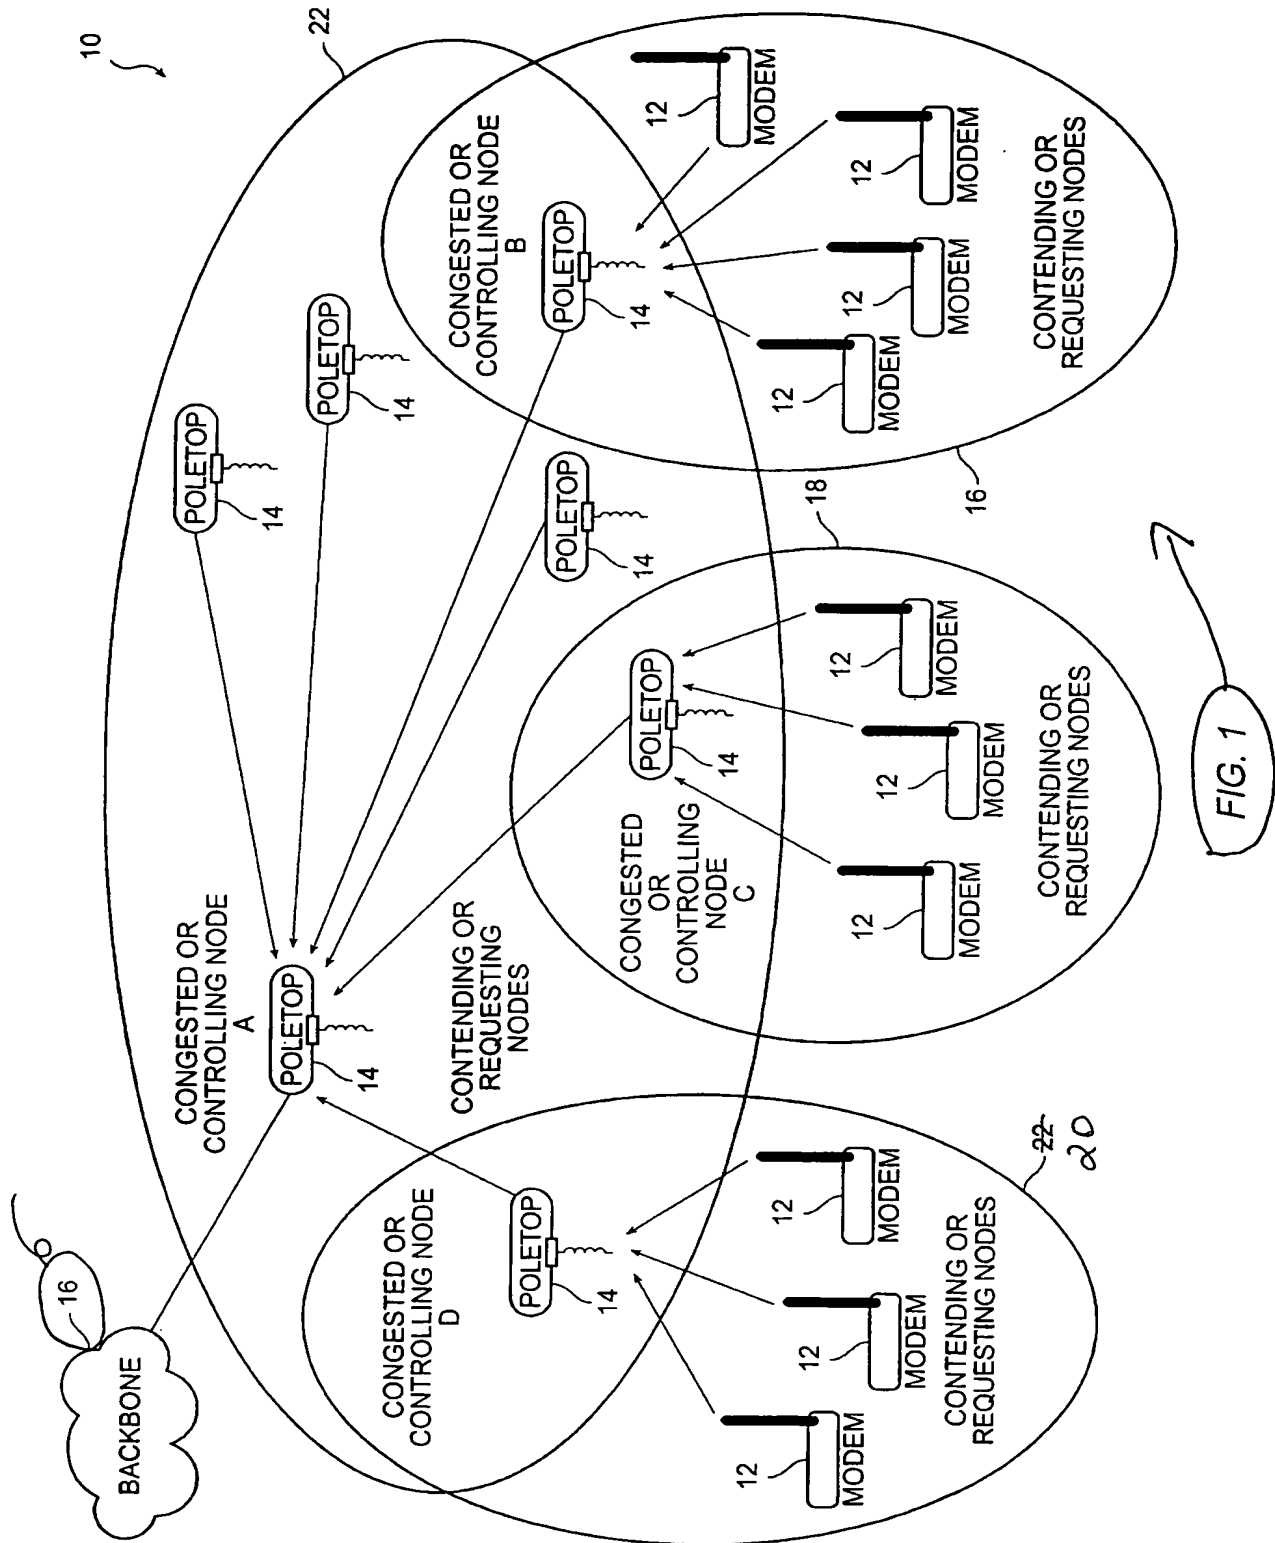 10
22
BACKBONE
16
CONGESTED OR
CONTROLLING NODE
A
POLETOP
14
POLETOP
14
POLETOP
14
CONTENDING OR
REQUESTING
NODES
CONGESTED OR
CONTROLLING NODE
D
POLETOP
14
CONGESTED
OR
CONTROLLING
NODE
C
POLETOP
14
POLETOP
14
CONGESTED OR
CONTROLLING NODE
B
POLETOP
14
12
MODEM
12
MODEM
12
MODEM
CONTENDING OR
REQUESTING NODES
22
20
12
MODEM
12
MODEM
12
MODEM
CONTENDING OR
REQUESTING NODES
18
12
MODEM
12
MODEM
12
MODEM
12
MODEM
CONTENDING OR
REQUESTING NODES
16
FIG. 1